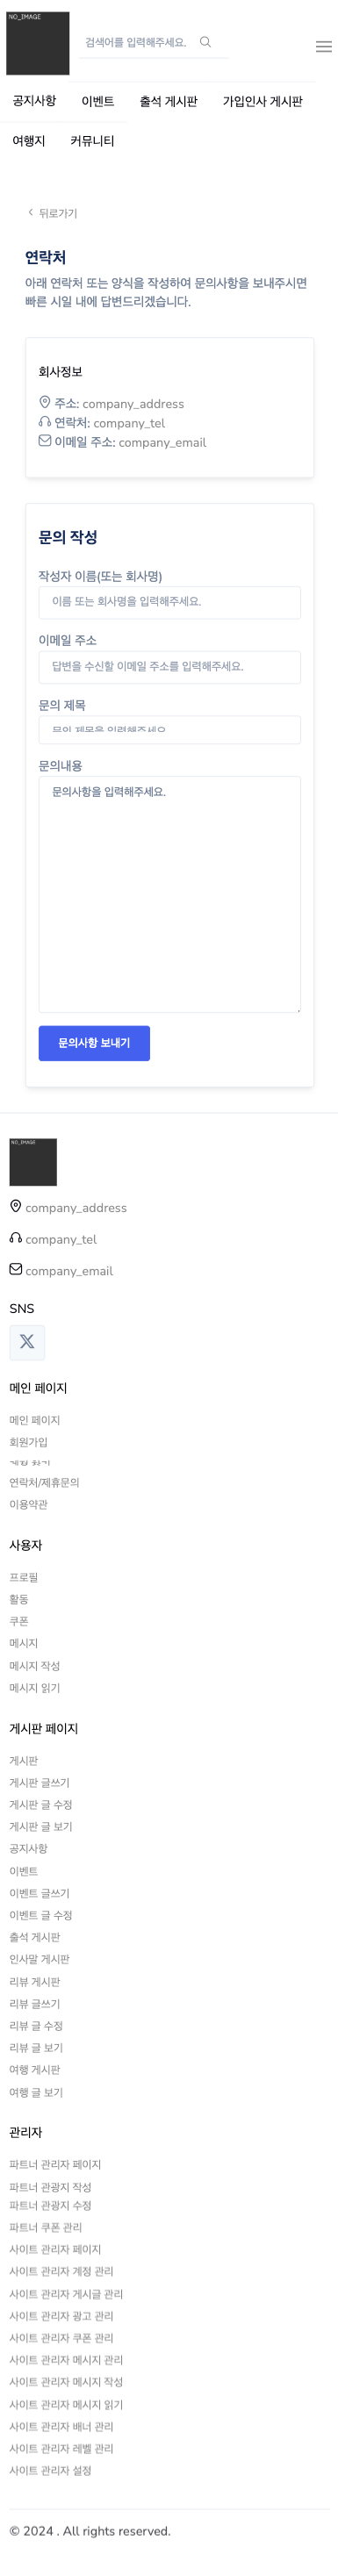 NO_IMAGE
검색어를 입력해주세요.
공지사항 이벤트 출석 게시판 가입인사 게시판
여행지 커뮤니티
뒤로가기
연락처
아래 연락처 또는 양식을 작성하여 문의사항을 보내주시면
빠른 시일 내에 답변드리겠습니다.
회사정보
주소: company_address
연락처: company_tel
이메일 주소: company_email
문의 작성
작성자 이름(또는 회사명)
이름 또는 회사명을 입력해주세요.
이메일 주소
답변을 수신할 이메일 주소를 입력해주세요.
문의 제목
문의 제목을 입력해주세요.
문의내용
문의사항을 입력해주세요.
문의사항 보내기
NO_IMAGE
company_address
company_tel
company_email
SNS
메인 페이지
메인 페이지
회원가입
연락처/제휴문의
이용약관
사용자
프로필
활동
쿠폰
메시지
메시지 작성
메시지 읽기
게시판 페이지
게시판
게시판 글쓰기
게시판 글 수정
게시판 글 보기
공지사항
이벤트
이벤트 글쓰기
이벤트 글 수정
출석 게시판
인사말 게시판
리뷰 게시판
리뷰 글쓰기
리뷰 글 수정
리뷰 글 보기
여행 게시판
여행 글 보기
관리자
파트너 관리자 페이지
파트너 관광지 작성
파트너 관광지 수정
파트너 쿠폰 관리
사이트 관리자 페이지
사이트 관리자 계정 관리
사이트 관리자 게시글 관리
사이트 관리자 광고 관리
사이트 관리자 쿠폰 관리
사이트 관리자 메시지 관리
사이트 관리자 메시지 작성
사이트 관리자 메시지 읽기
사이트 관리자 배너 관리
사이트 관리자 레벨 관리
사이트 관리자 설정
© 2024 . All rights reserved.